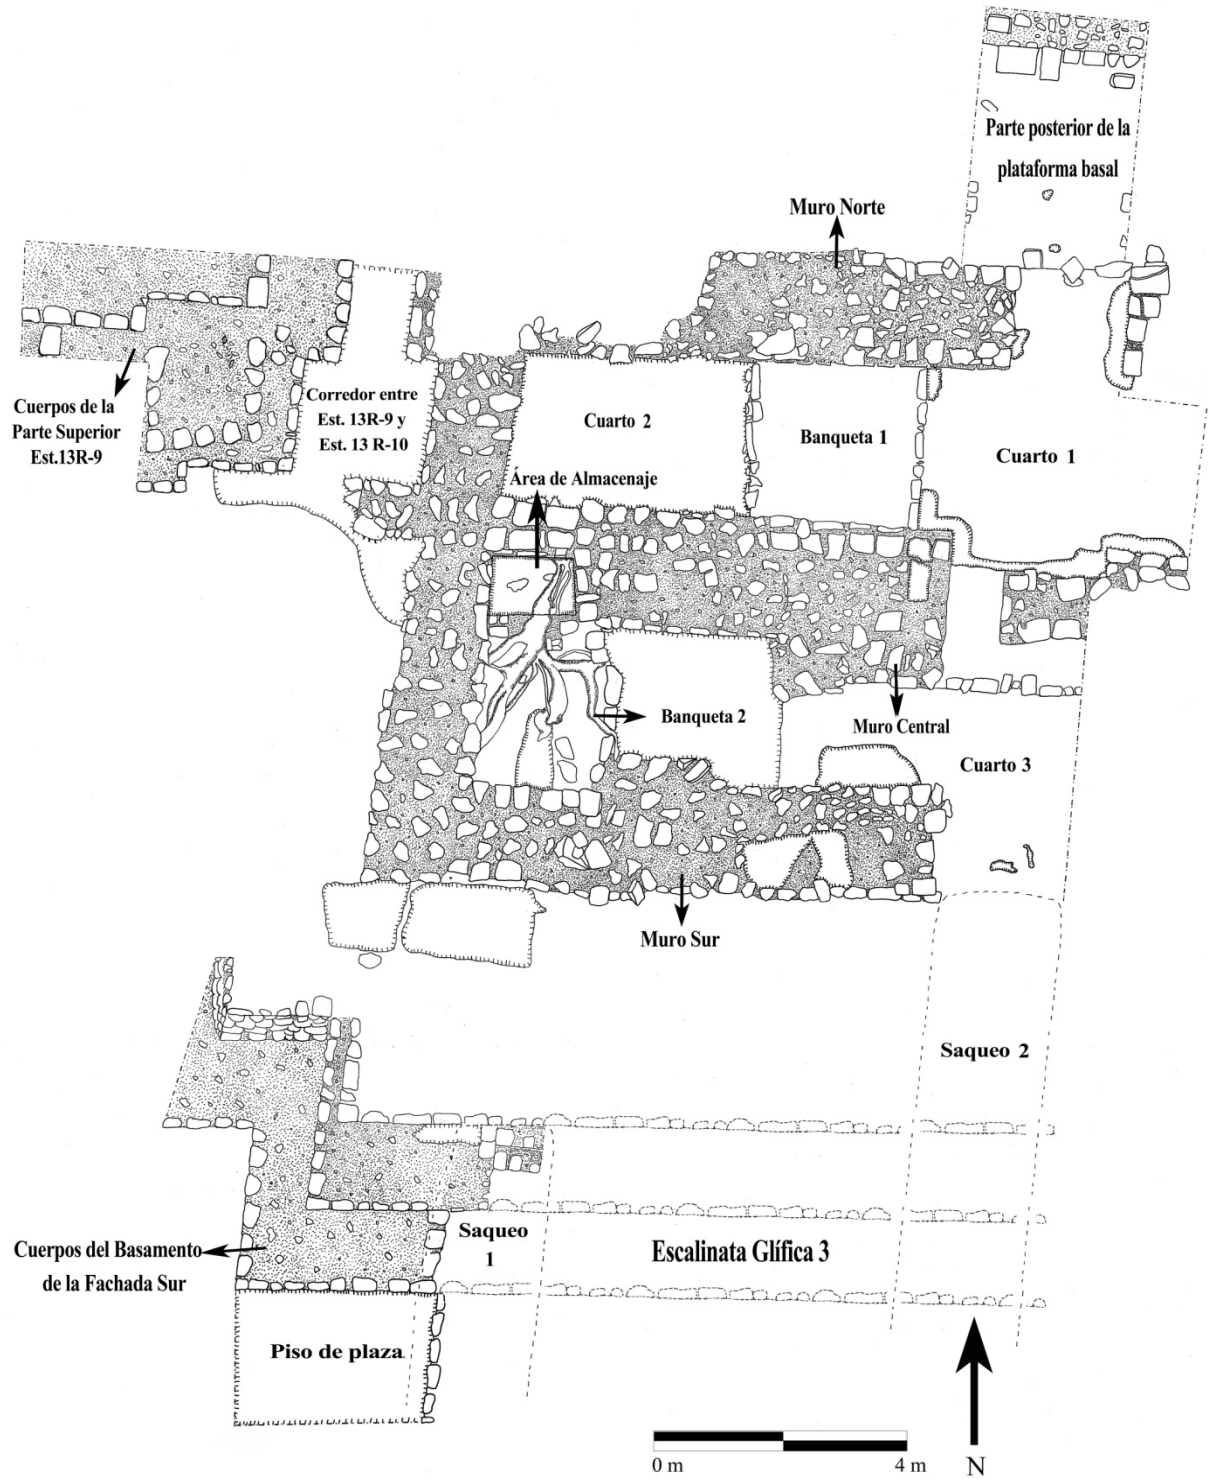 Parte posterior de la
plataforma basal
Muro Norte
Cuerpos de la
Parte Superior
Est.13R-9
Corredor entre
Est. 13R-9 y
Est. 13 R-10
Cuarto 2
Banqueta 1
Cuarto 1
Área de Almacenaje
Banqueta 2
Muro Central
Cuarto 3
Muro Sur
Saqueo 2
Cuerpos del Basamento
de la Fachada Sur
Saqueo
1
Escalinata Glífica 3
Piso de plaza
0 m
4 m
N